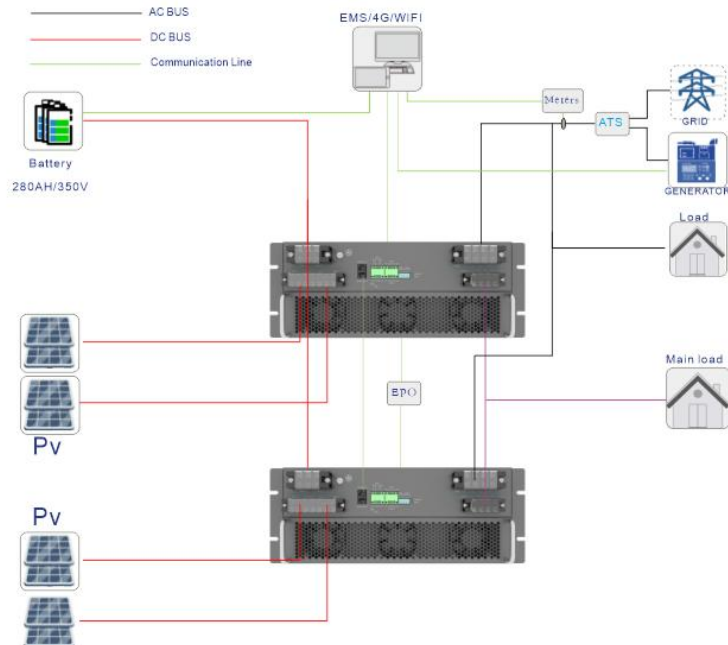 AC BUS
DC BUS
Communication Line
EMS/4G/WIFI
Meters
ATS
GRID
Battery
280AH/350V
GENERATOR
Load
EPO
Main load
Pv
Pv